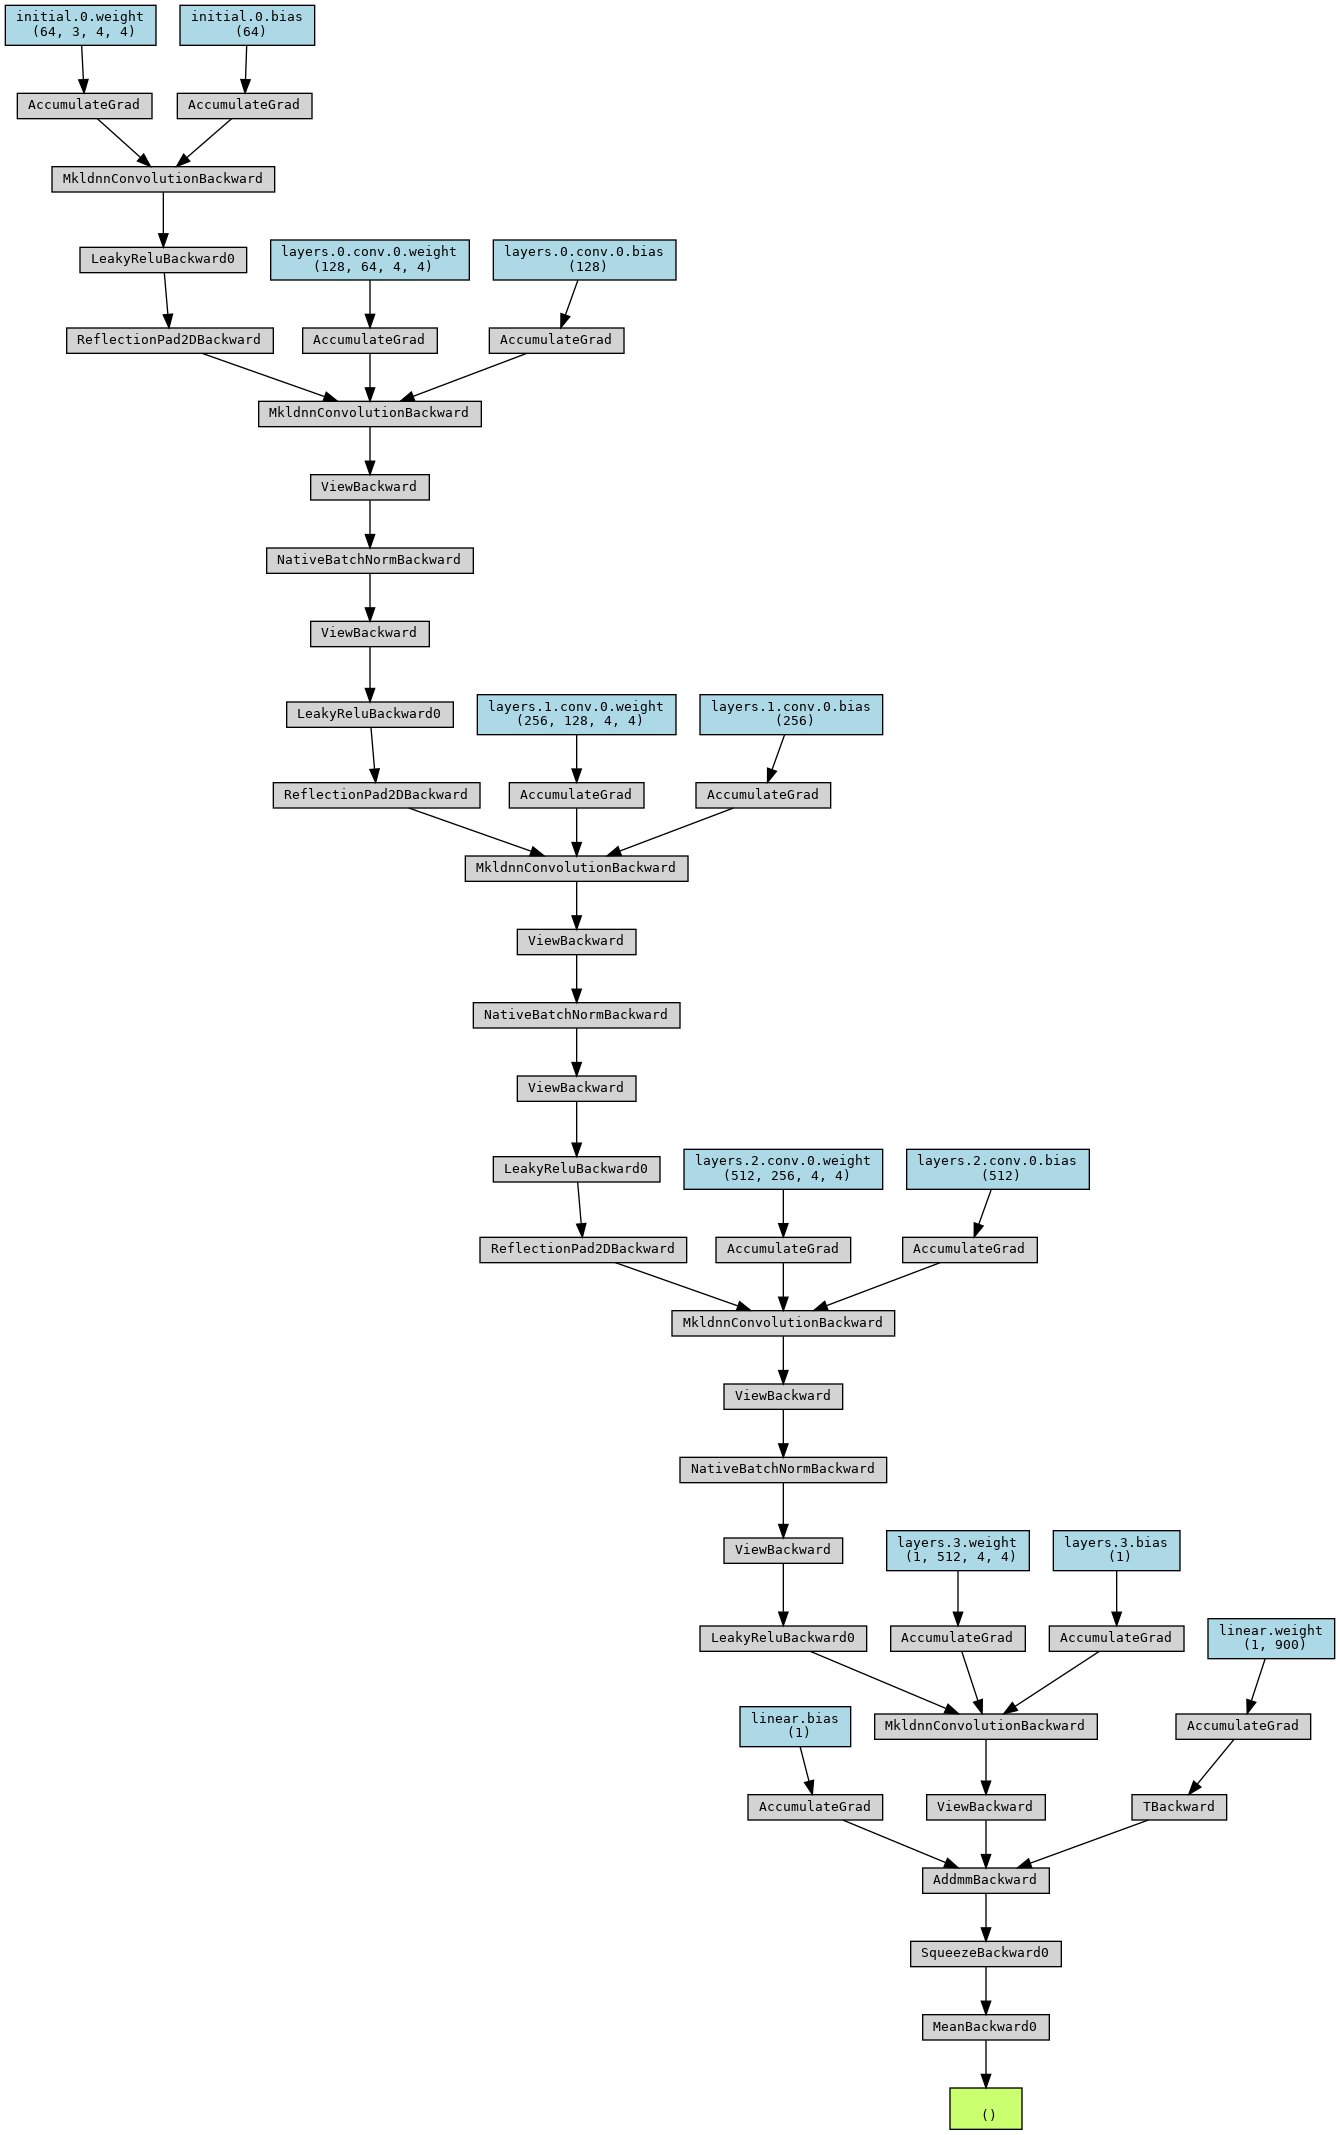 initial.0.weight
(64, 3, 4, 4)
initial.0.bias
(64)
AccumulateGrad
AccumulateGrad
MkldnnConvolutionBackward
LeakyReluBackward0
layers.0.conv.0.weight
(128, 64, 4, 4)
layers.0.conv.0.bias
(128)
ReflectionPad2DBackward
AccumulateGrad
AccumulateGrad
MkldnnConvolutionBackward
ViewBackward
NativeBatchNormBackward
ViewBackward
LeakyReluBackward0
layers.1.conv.0.weight
(256, 128, 4, 4)
layers.1.conv.0.bias
(256)
ReflectionPad2DBackward
AccumulateGrad
AccumulateGrad
MkldnnConvolutionBackward
ViewBackward
NativeBatchNormBackward
ViewBackward
LeakyReluBackward0
layers.2.conv.0.weight
(512, 256, 4, 4)
layers.2.conv.0.bias
(512)
ReflectionPad2DBackward
AccumulateGrad
AccumulateGrad
MkldnnConvolutionBackward
ViewBackward
NativeBatchNormBackward
ViewBackward
layers.3.weight
(1, 512, 4, 4)
layers.3.bias
(1)
LeakyReluBackward0
AccumulateGrad
AccumulateGrad
linear.weight
(1, 900)
linear.bias
(1)
MkldnnConvolutionBackward
AccumulateGrad
AccumulateGrad
ViewBackward
TBackward
AddmmBackward
SqueezeBackward0
MeanBackward0
()